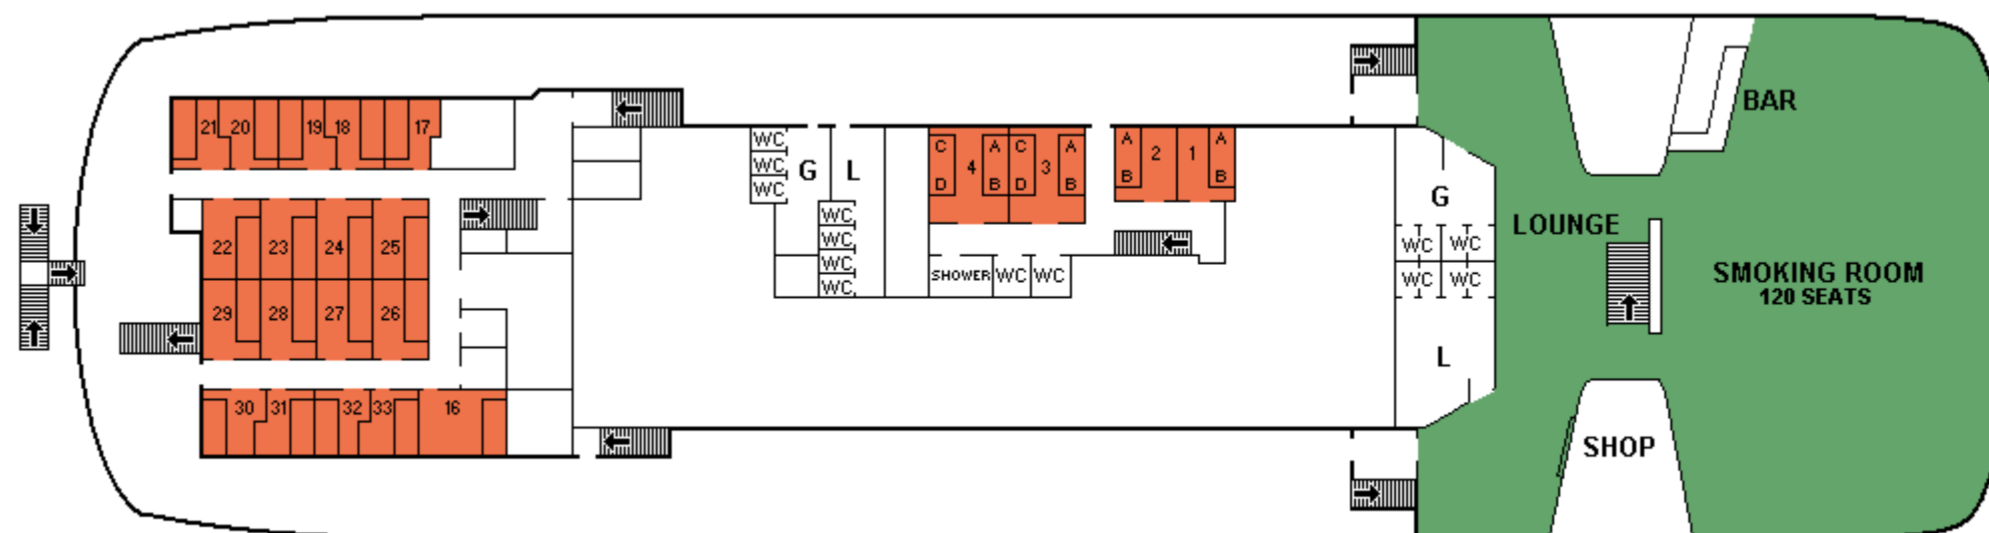 BAR
21 20 19 18 17
WC
WC
WC
G L
C D 4 A B C D 3 A B
A B 2 1 A B
G
WC
WC
WC
WC
LOUNGE
22 23 24 25
WC WC
WC WC
SHOWER WC WC
SMOKING ROOM
120 SEATS
29 28 27 26
L
30 31 32 33 16
SHOP